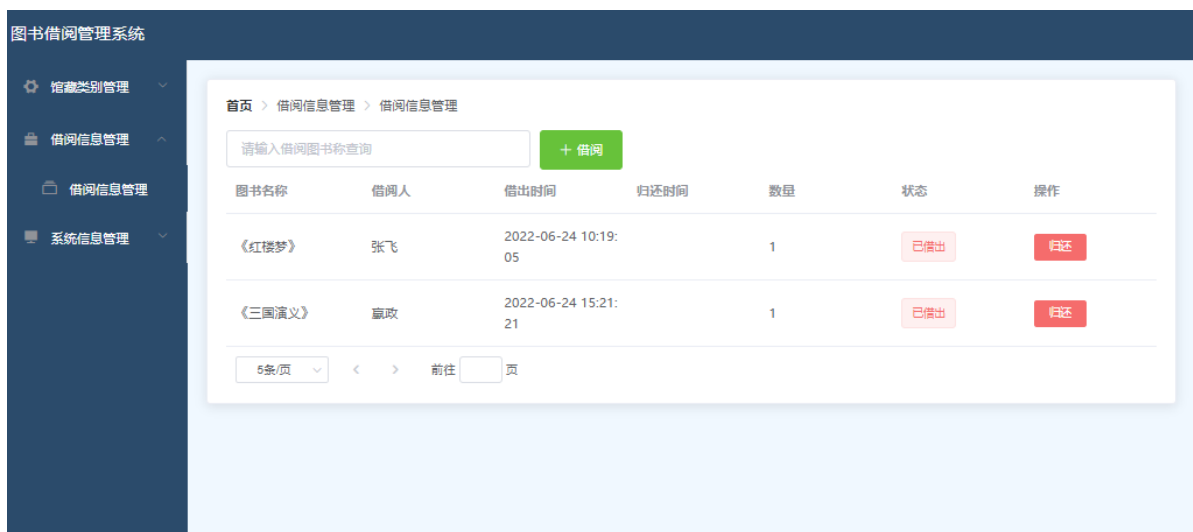 图书借阅管理系统
馆藏类别管理
借阅信息管理
借阅信息管理
系统信息管理
首页 > 借阅信息管理 > 借阅信息管理
请输入借阅图书称查询
+ 借阅
图书名称 借阅人 借出时间 归还时间 数量 状态 操作
《红楼梦》 张飞 2022-06-24 10:19:
05 1 已借出 归还
《三国演义》 嬴政 2022-06-24 15:21:
21 1 已借出 归还
5条/页 < > 前往 页